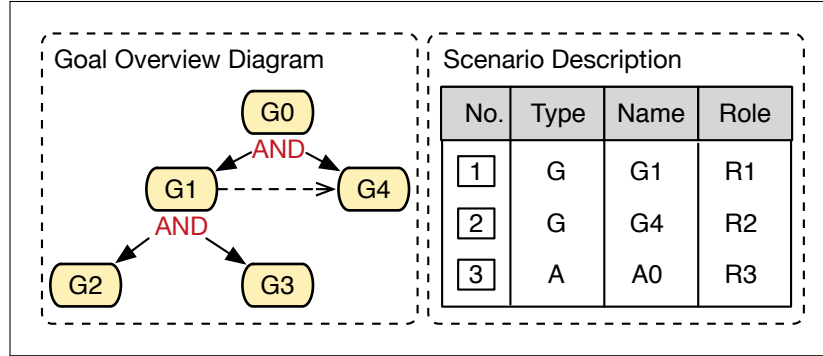 Goal Overview Diagram
G0
AND
G1
G4
AND
G2
G3
Scenario Description
No. Type Name Role
1 G G1 R1
2 G G4 R2
3 A A0 R3